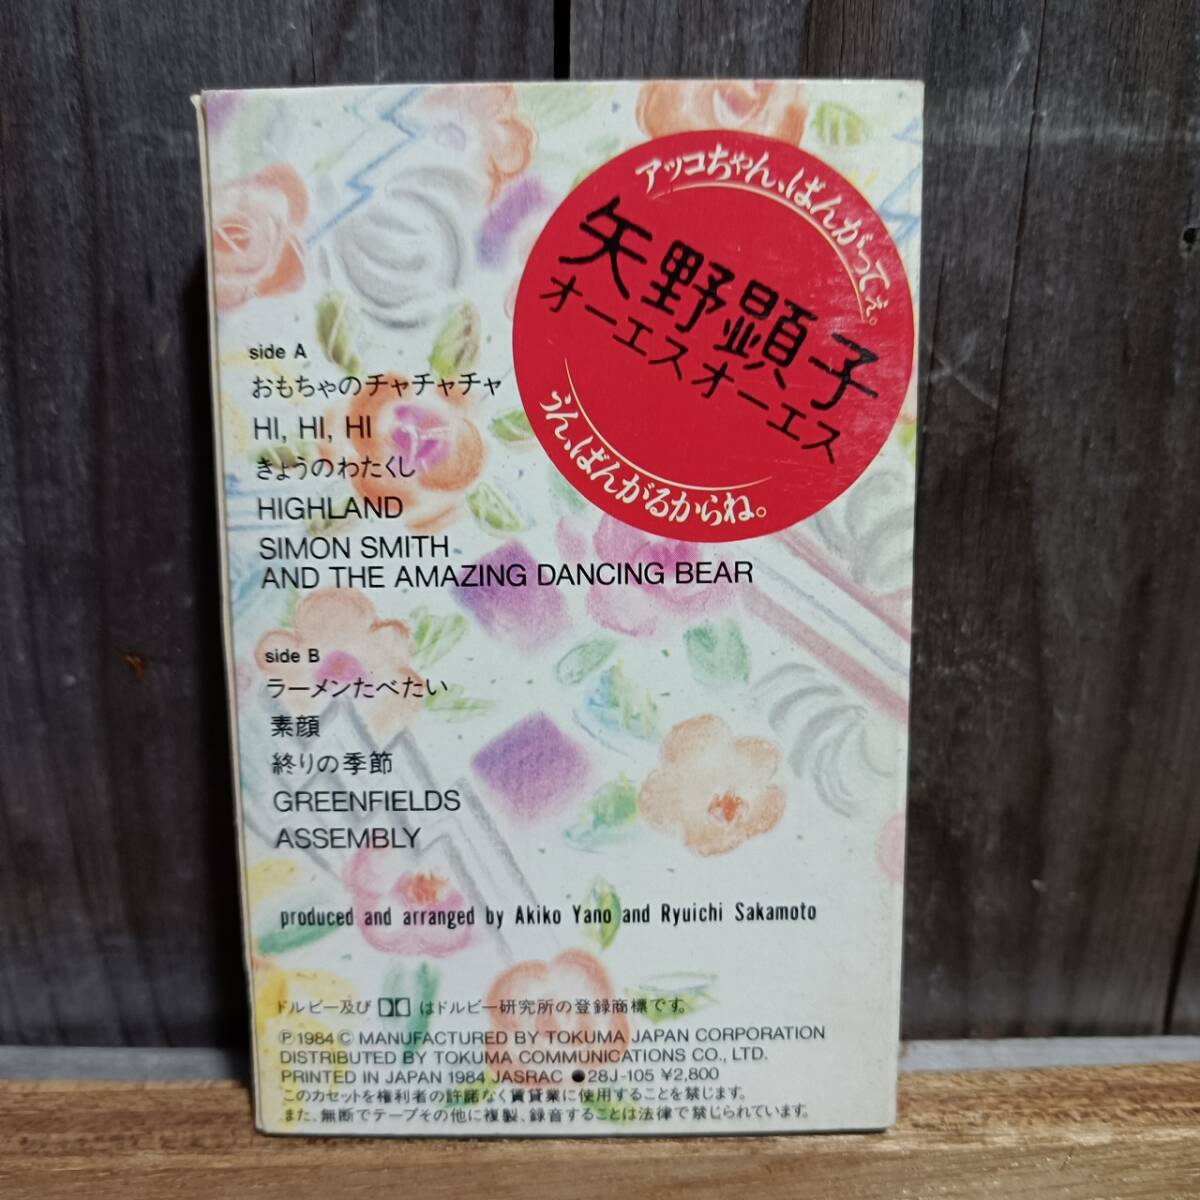 アッコちゃん、ばんがってぇ。
矢野顕子
オーエスオーエス
うん、ばんがるからね。
side A
おもちゃのチャチャチャ
HI, HI, HI
きょうのわたくし
HIGHLAND
SIMON SMITH
AND THE AMAZING DANCING BEAR
side B
ラーメンたべたい
素顔
終りの季節
GREENFIELDS
ASSEMBLY
produced and arranged by Akiko Yano and Ryuichi Sakamoto
ドルビー及び はドルビー研究所の登録商標です。
Ⓟ1984Ⓒ MANUFACTURED BY TOKUMA JAPAN CORPORATION
DISTRIBUTED BY TOKUMA COMMUNICATIONS CO., LTD.
PRINTED IN JAPAN 1984 JASRAC ●28J-105 ¥2,800
このカセットを権利者の許諾なく賃貸業に使用することを禁じます。
また、無断でテープその他に複製、録音することは法律で禁じられています。